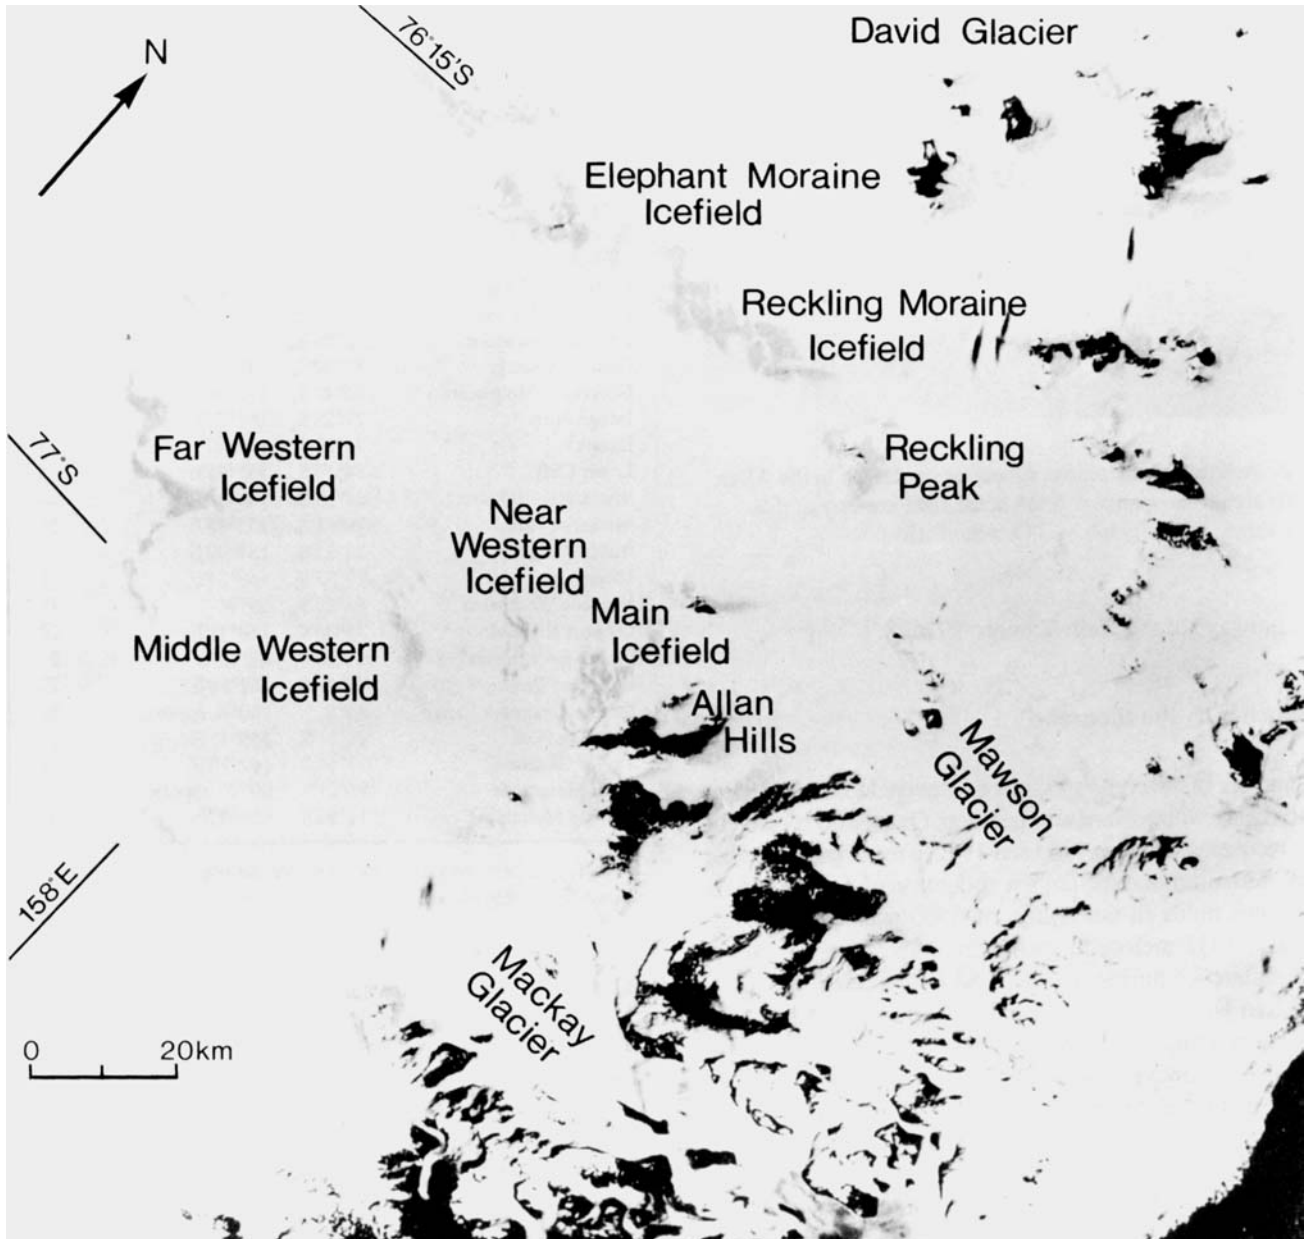 David Glacier
N
76°15'S
Elephant Moraine
Icefield
Reckling Moraine
Icefield
77°S
Far Western
Icefield
Reckling
Peak
Near
Western
Icefield
Main
Icefield
Middle Western
Icefield
Allan
Hills
Mawson
Glacier
158°E
Mackay
Glacier
0 20km